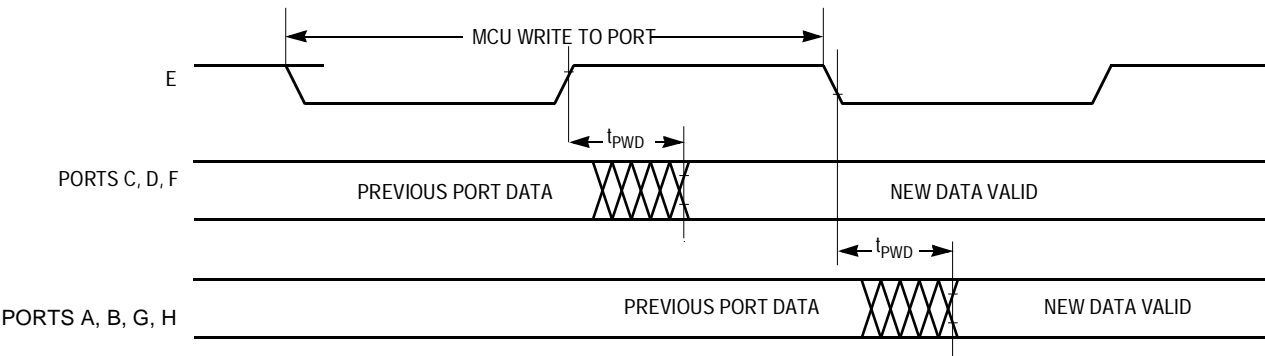 MCU WRITE TO PORT
E
tPWD
PORTS C, D, F
PREVIOUS PORT DATA
NEW DATA VALID
tPWD
PORTS A, B, G, H
PREVIOUS PORT DATA
NEW DATA VALID